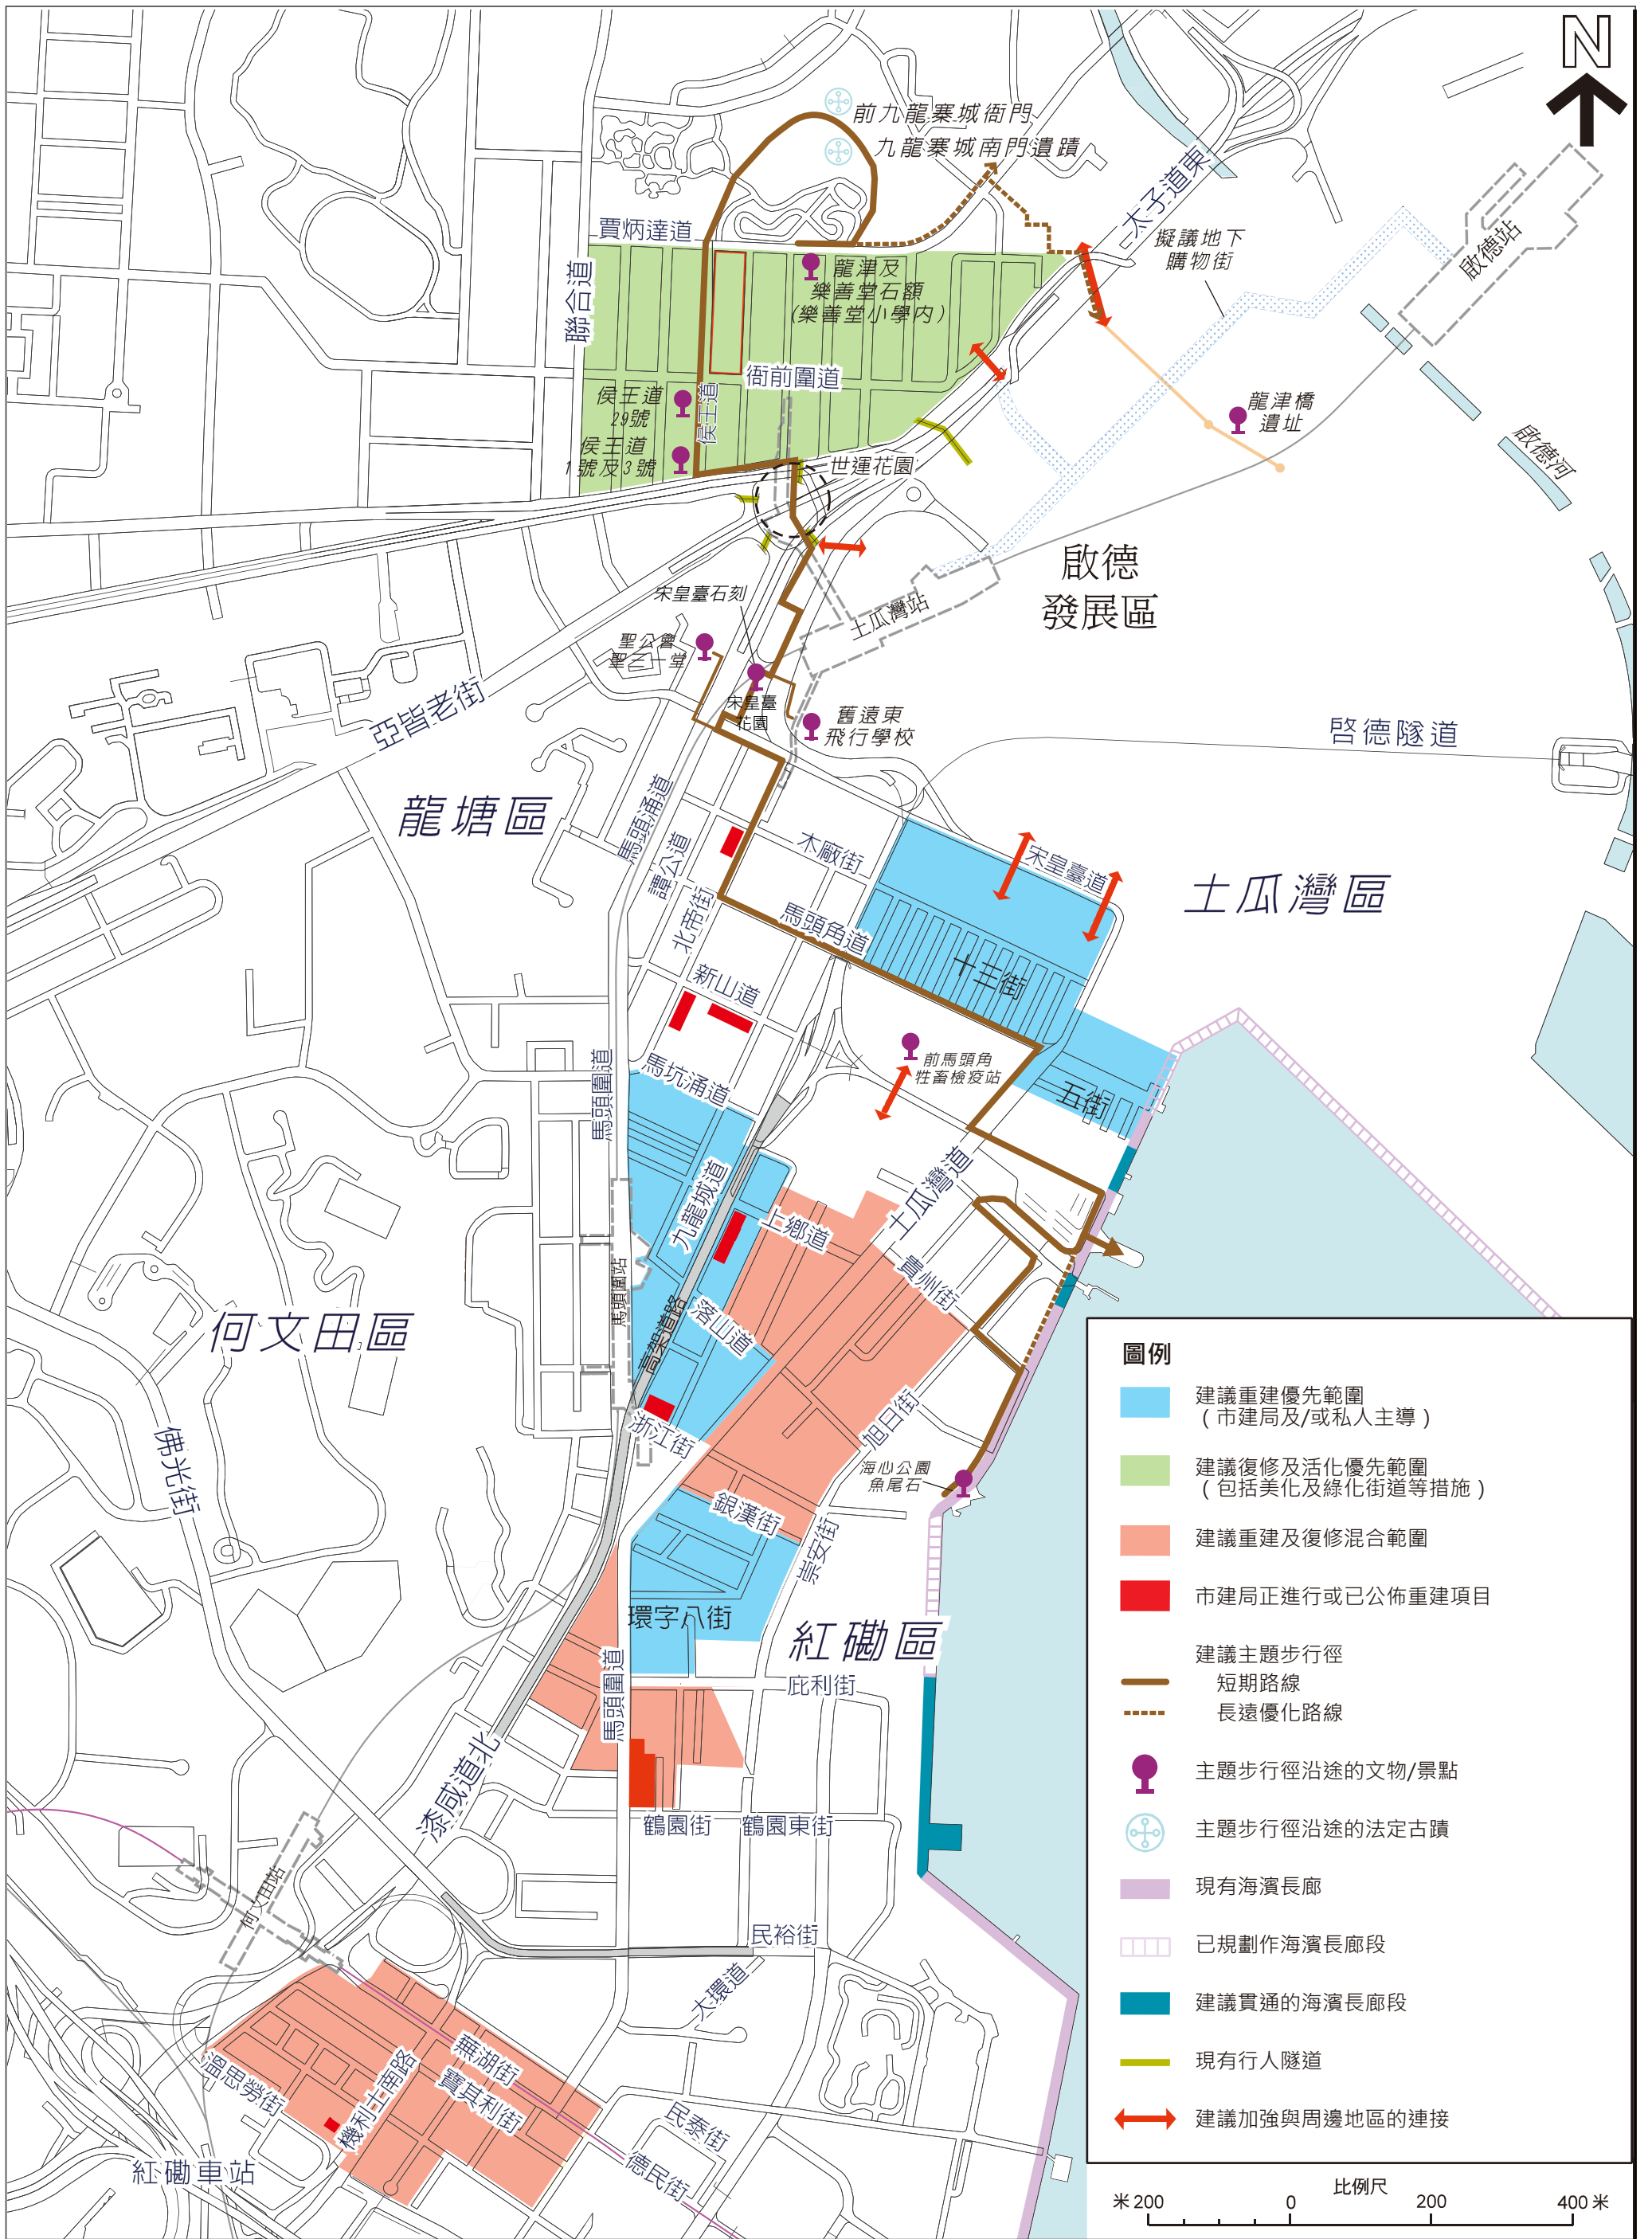 N
前九龍寨城衙門
九龍寨城南門遺蹟
太子道東
賈炳達道
擬議地下
購物街
啟德站
聯合道
龍津及
樂善堂石額
(樂善堂小學內)
衙前圍道
侯王道
29號
侯王道
侯王道
1號及3號
龍津橋
遺址
啟德河
世運花園
啟德
發展區
宋皇臺石刻
土瓜灣站
聖公會
聖三一堂
宋皇臺
花園
舊遠東
飛行學校
亞皆老街
啓德隧道
龍塘區
馬頭涌道
譚公道
北帝街
木廠街
宋皇臺道
土瓜灣區
馬頭角道
十三街
新山道
前馬頭角
牲畜檢疫站
馬頭圍道
馬坑涌道
五街
九龍城道
土瓜灣道
上鄉道
貴州街
馬頭圍站
高架道路
落山道
何文田區
浙江街
旭日街
海心公園
魚尾石
佛光街
銀漢街
崇安街
環字八街
紅磡區
馬頭圍道
庇利街
漆咸道北
鶴園街
鶴園東街
何文田站
民裕街
大環道
蕪湖街
寶其利街
溫思勞街
機利士南路
民泰街
德民街
紅磡車站
圖例
建議重建優先範圍
(市建局及/或私人主導)
建議復修及活化優先範圍
(包括美化及綠化街道等措施)
建議重建及復修混合範圍
市建局正進行或已公佈重建項目
建議主題步行徑
短期路線
長遠優化路線
主題步行徑沿途的文物/景點
主題步行徑沿途的法定古蹟
現有海濱長廊
已規劃作海濱長廊段
建議貫通的海濱長廊段
現有行人隧道
建議加強與周邊地區的連接
比例尺
米 200 0 200 400 米